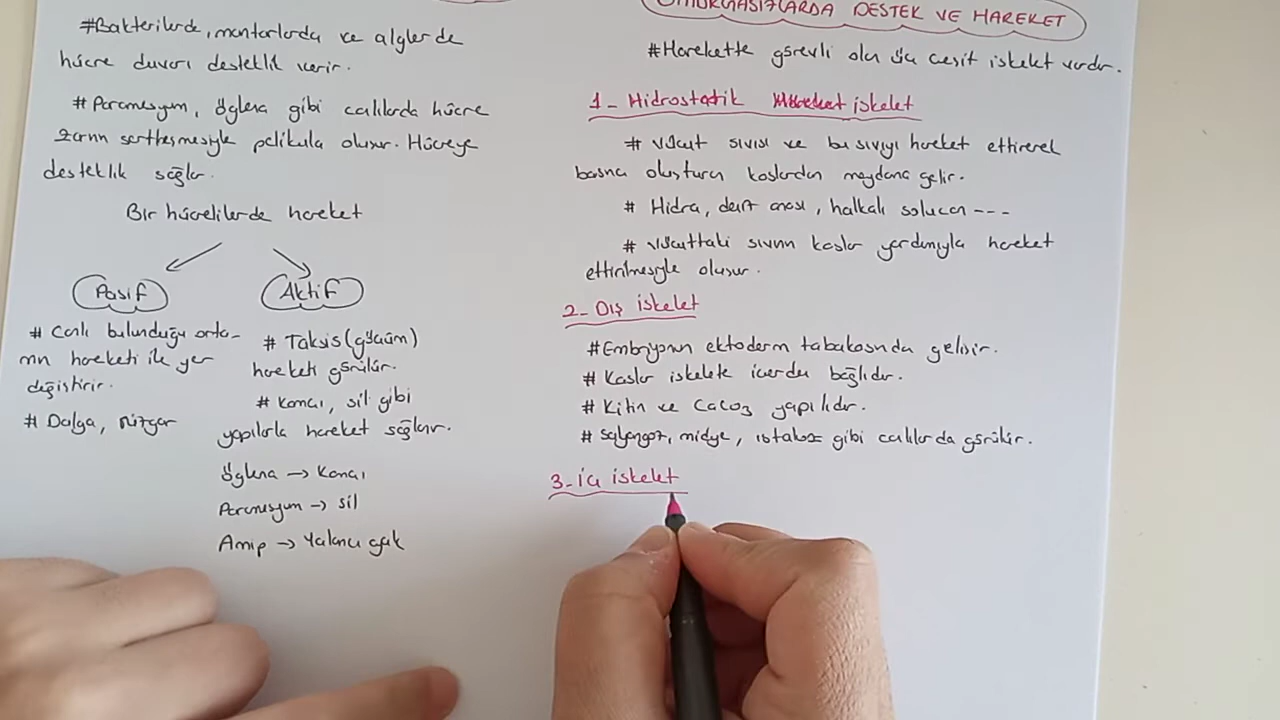 #Bakterilerde, mantarlarda ve alglerde
hücre duvarı desteklik verir.
# Paramesyum, öglena gibi canlılarda hücre
zarının sertleşmesiyle pelikula oluşur. Hücreye
desteklik sağlar.
Bir hücrelilerde hareket
Pasif
# Canlı bulunduğu orta-
mın hareketi ile yer
değiştirir.
# Dalga, rüzgar
Aktif
# Taksis (göçüm)
hareketi görülür.
# Kamçı, sil gibi
yapılarla hareket sağlanır.
Öglena → Kamçı
Paramesyum → sil
Amip → Yalancı ayak
OMURGASIZLARDA DESTEK VE HAREKET
#Harekette görevli olan üç çeşit iskelet vardır.
1- Hidrostatik iskelet
# Vücut sıvısı ve bu sıvıyı hareket ettirerek
basınç oluşturan kaslardan meydana gelir.
# Hidra, deniz anası, halkalı solucan ---
# Vücuttaki sıvının kaslar yardımıyla hareket
ettirilmesiyle oluşur.
2- Dış iskelet
#Embriyonun ektoderm tabakasından gelişir.
# Kaslar iskelete içerden bağlıdır.
# Kitin ve CaCO3 yapılıdır.
# Salyangoz, midye, ıstakoz gibi canlılarda görülür.
3- İç iskelet